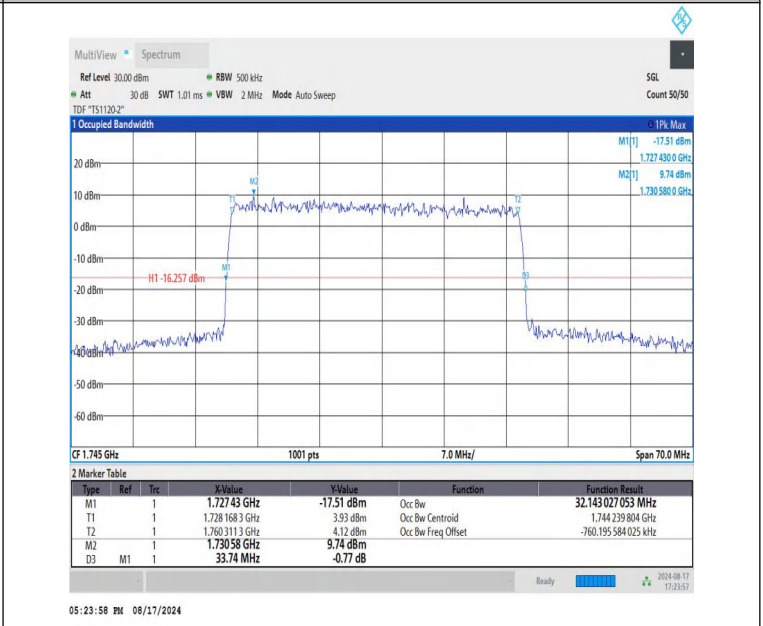 MultiView Spectrum
Ref Level 30.00 dBm RBW 500 kHz SGL
Att 30 dB SWT 1.01 ms VBW 2 MHz Mode Auto Sweep Count 50/50
TDF "TS1120-2"
1 Occupied Bandwidth 1Pk Max
M1[1] -17.51 dBm
1.727 430 0 GHz
M2[1] 9.74 dBm
1.730 580 0 GHz
20 dBm
M2
10 dBm
T1 T2
0 dBm
-10 dBm
M1
H1 -16.257 dBm
D3
-20 dBm
-30 dBm
-40 dBm
-50 dBm
-60 dBm
CF 1.745 GHz 1001 pts 7.0 MHz/ Span 70.0 MHz
2 Marker Table
Type Ref Trc X-Value Y-Value Function Function Result
M1 1 1.72743 GHz -17.51 dBm Occ Bw 32.143 027 053 MHz
T1 1 1.728 168 3 GHz 3.93 dBm Occ Bw Centroid 1.744 239 804 GHz
T2 1 1.760 311 3 GHz 4.12 dBm Occ Bw Freq Offset -760.195 584 025 kHz
M2 1 1.73058 GHz 9.74 dBm
D3 M1 1 33.74 MHz -0.77 dB
Ready 2024-08-17
17:23:57
05:23:58 PM 08/17/2024